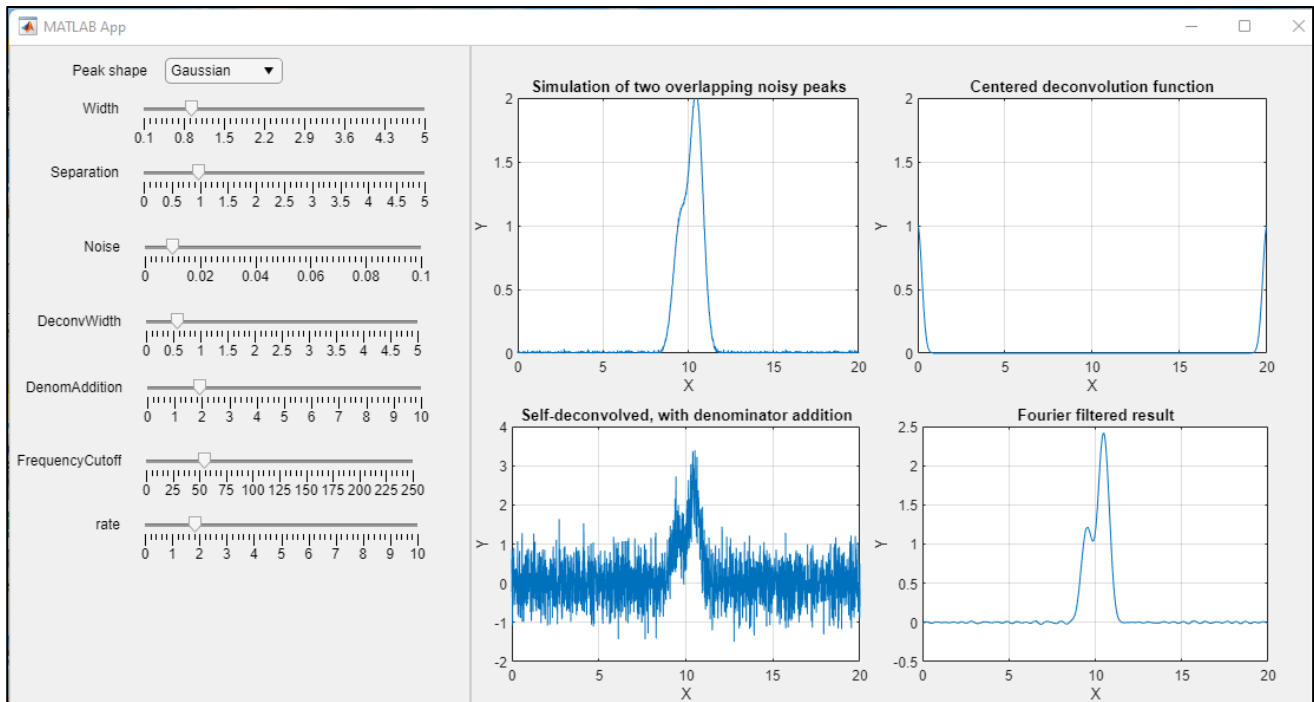 MATLAB App
Peak shape Gaussian
Width
0.1 0.8 1.5 2.2 2.9 3.6 4.3 5
Separation
0 0.5 1 1.5 2 2.5 3 3.5 4 4.5 5
Noise
0 0.02 0.04 0.06 0.08 0.1
DeconvWidth
0 0.5 1 1.5 2 2.5 3 3.5 4 4.5 5
DenomAddition
0 1 2 3 4 5 6 7 8 9 10
FrequencyCutoff
0 25 50 75 100 125 150 175 200 225 250
rate
0 1 2 3 4 5 6 7 8 9 10
Simulation of two overlapping noisy peaks
2
1.5
1
0.5
0
Y
0 5 10 15 20
X
Centered deconvolution function
2
1.5
1
0.5
0
Y
0 5 10 15 20
X
Self-deconvolved, with denominator addition
4
3
2
1
0
-1
-2
Y
0 5 10 15 20
X
Fourier filtered result
2.5
2
1.5
1
0.5
0
-0.5
Y
0 5 10 15 20
X